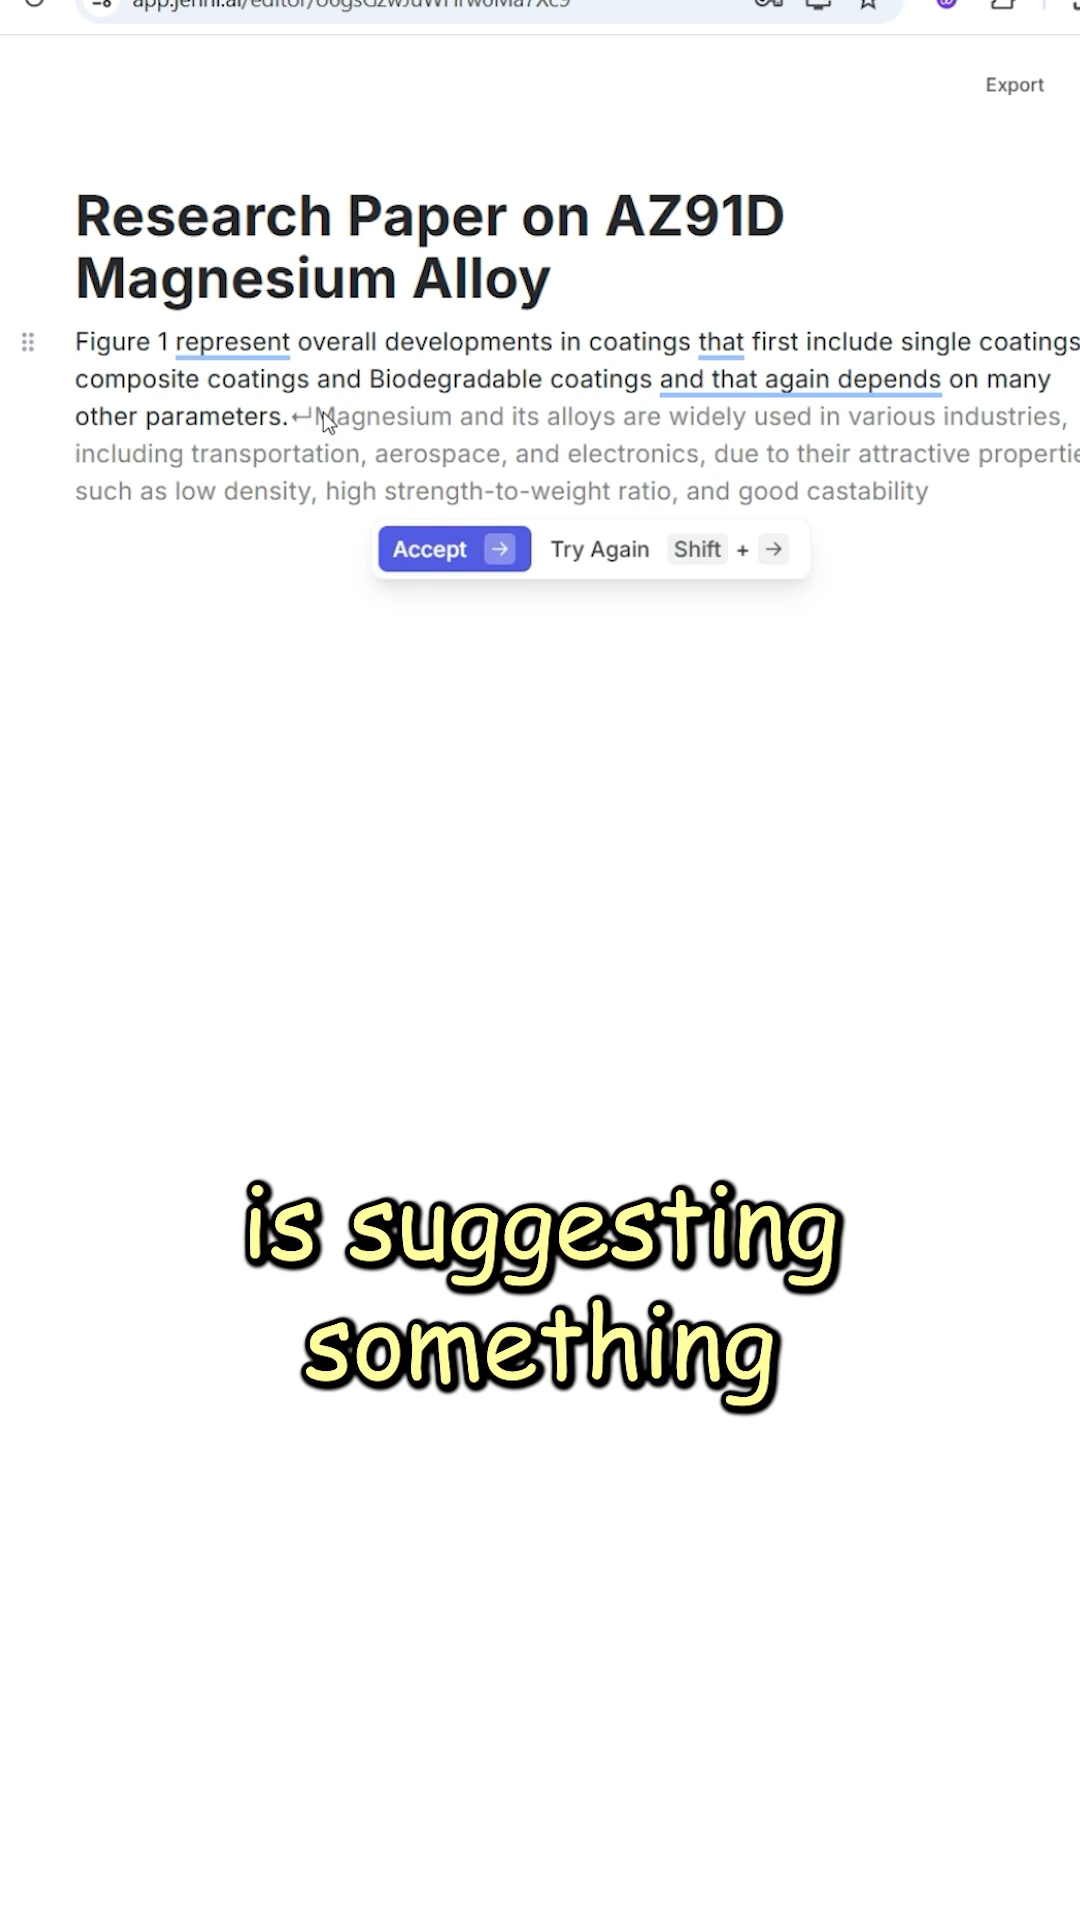 Export
Research Paper on AZ91D
Magnesium Alloy
Figure 1 represent overall developments in coatings that first include single coatings
composite coatings and Biodegradable coatings and that again depends on many
other parameters.↵Magnesium and its alloys are widely used in various industries,
including transportation, aerospace, and electronics, due to their attractive propertie
such as low density, high strength-to-weight ratio, and good castability
Accept → Try Again Shift + →
is suggesting
something